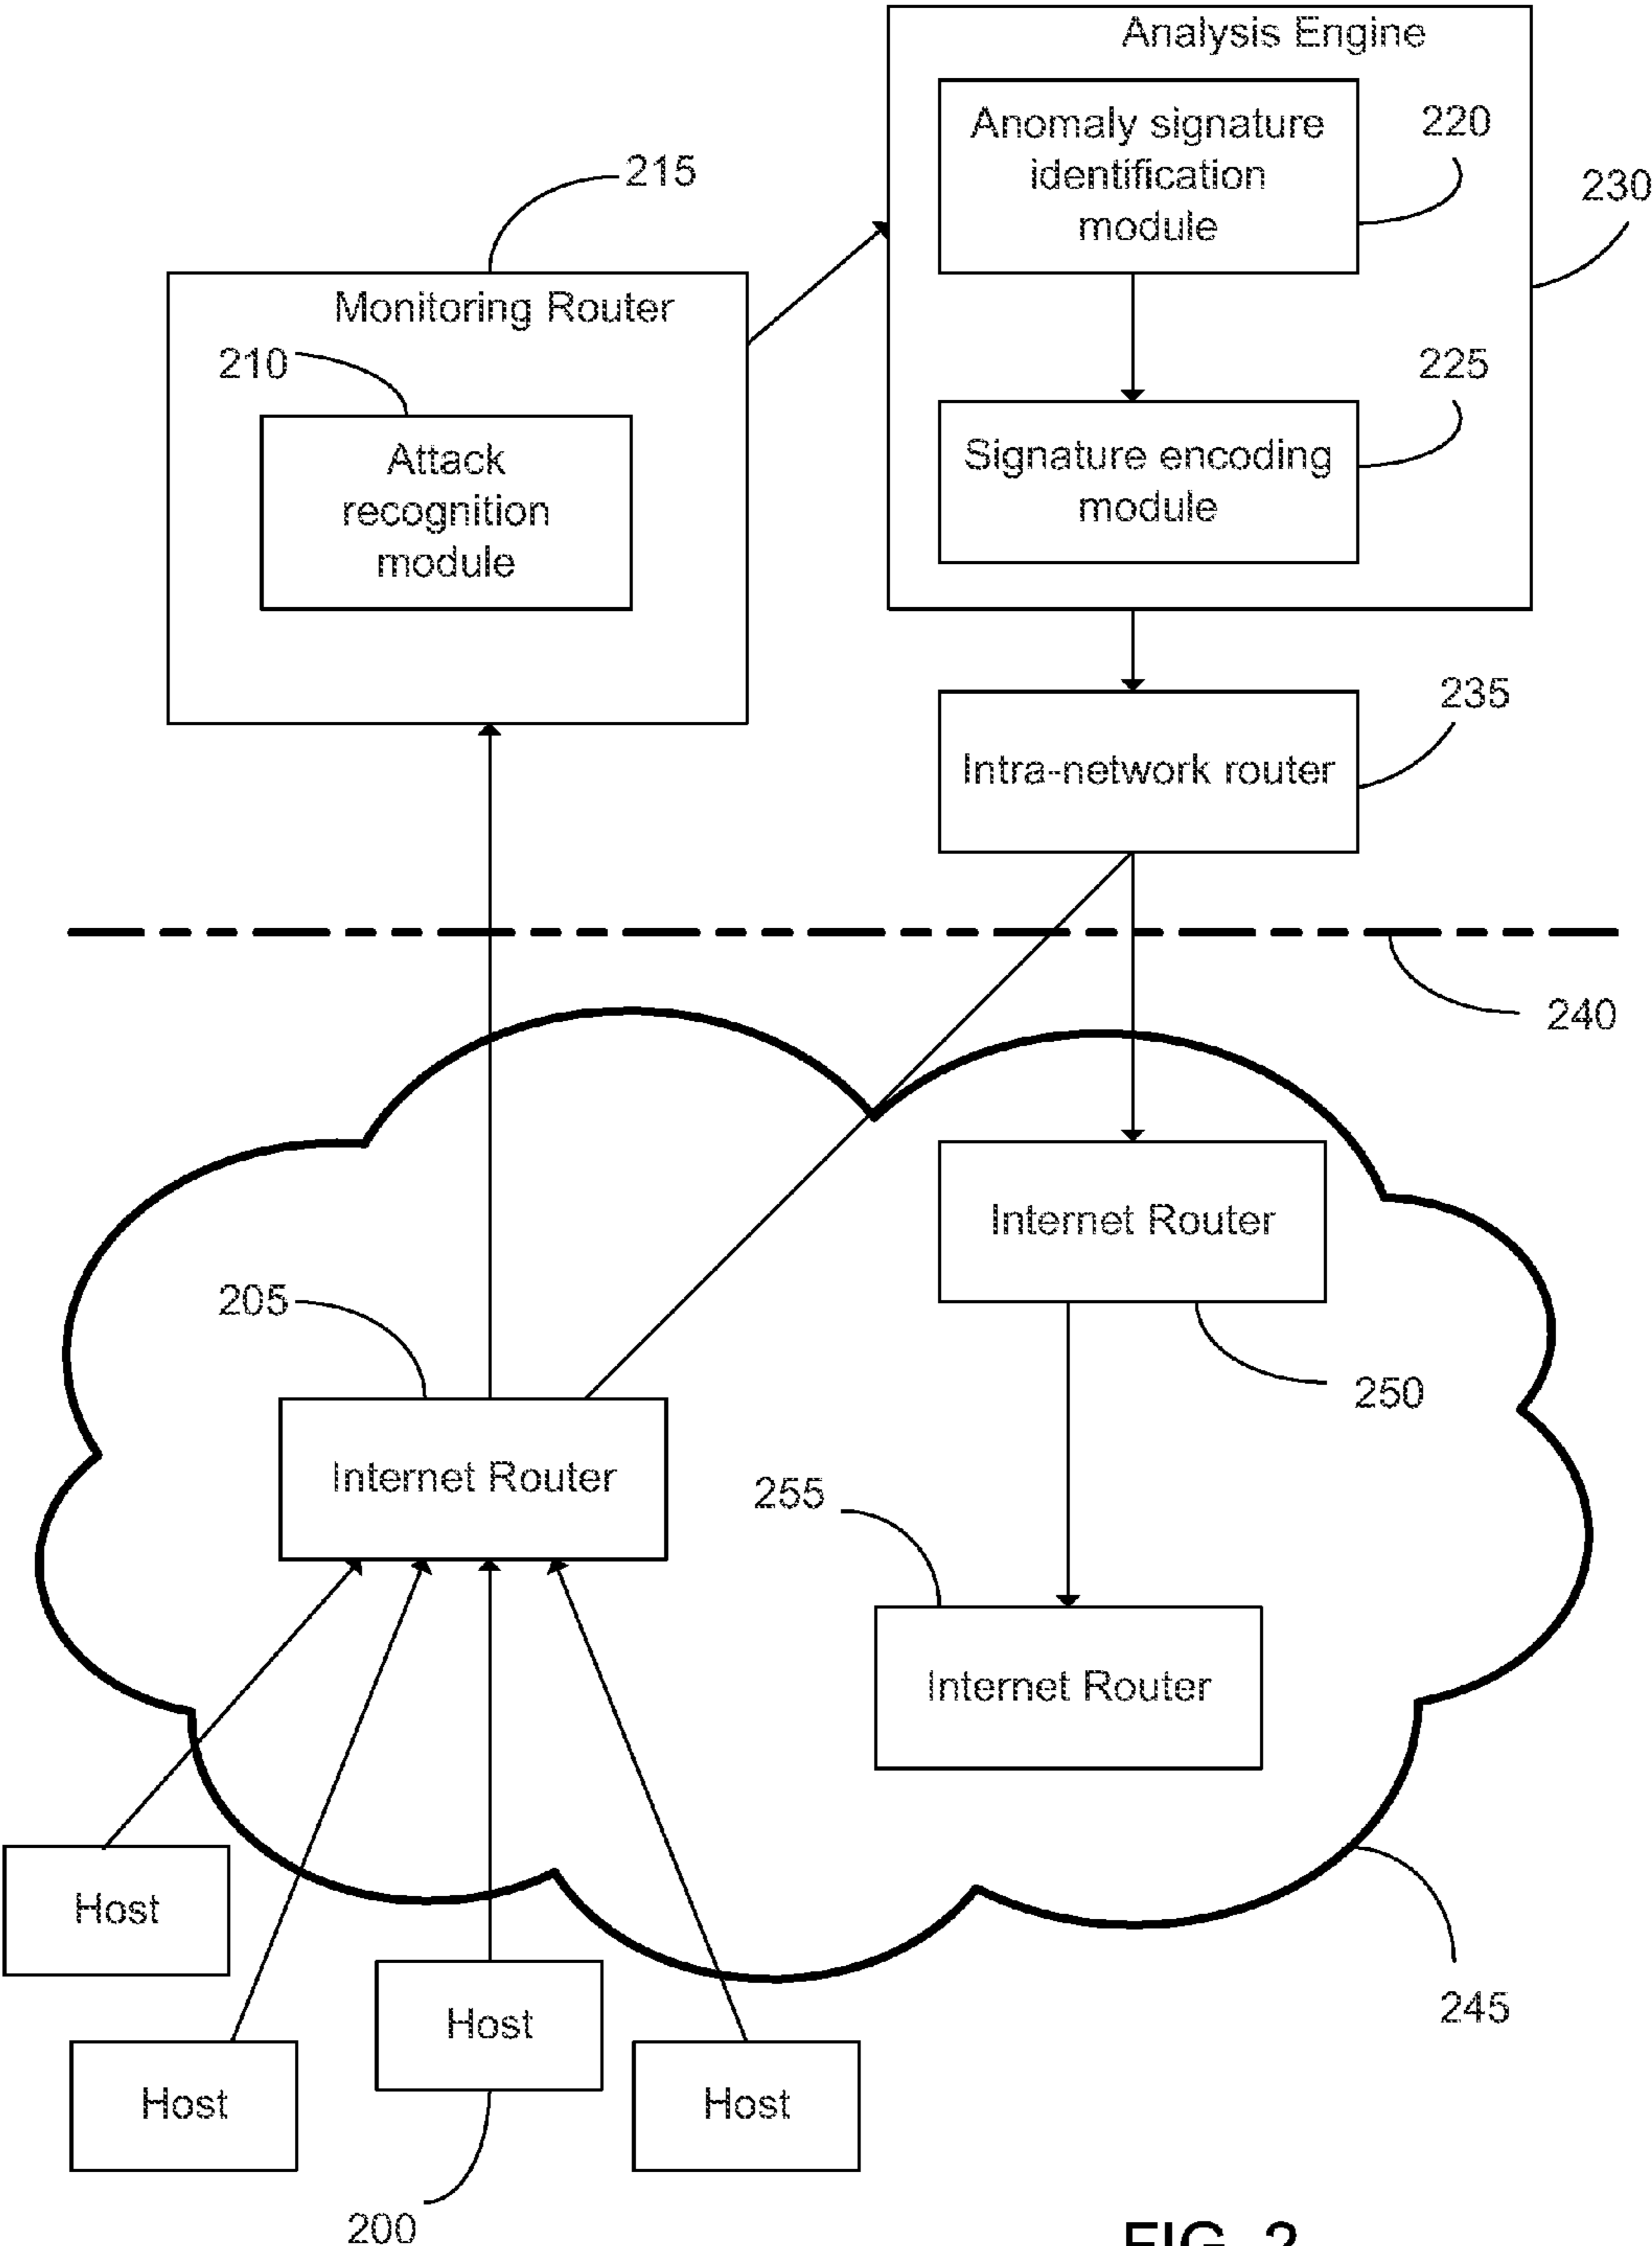 Analysis Engine
Anomaly signature
identification
module
220
230
215
Monitoring Router
210
Attack
recognition
module
225
Signature encoding
module
235
Intra-network router
240
Internet Router
205
250
Internet Router
255
Internet Router
Host
245
Host
Host
Host
200
FIG. 2